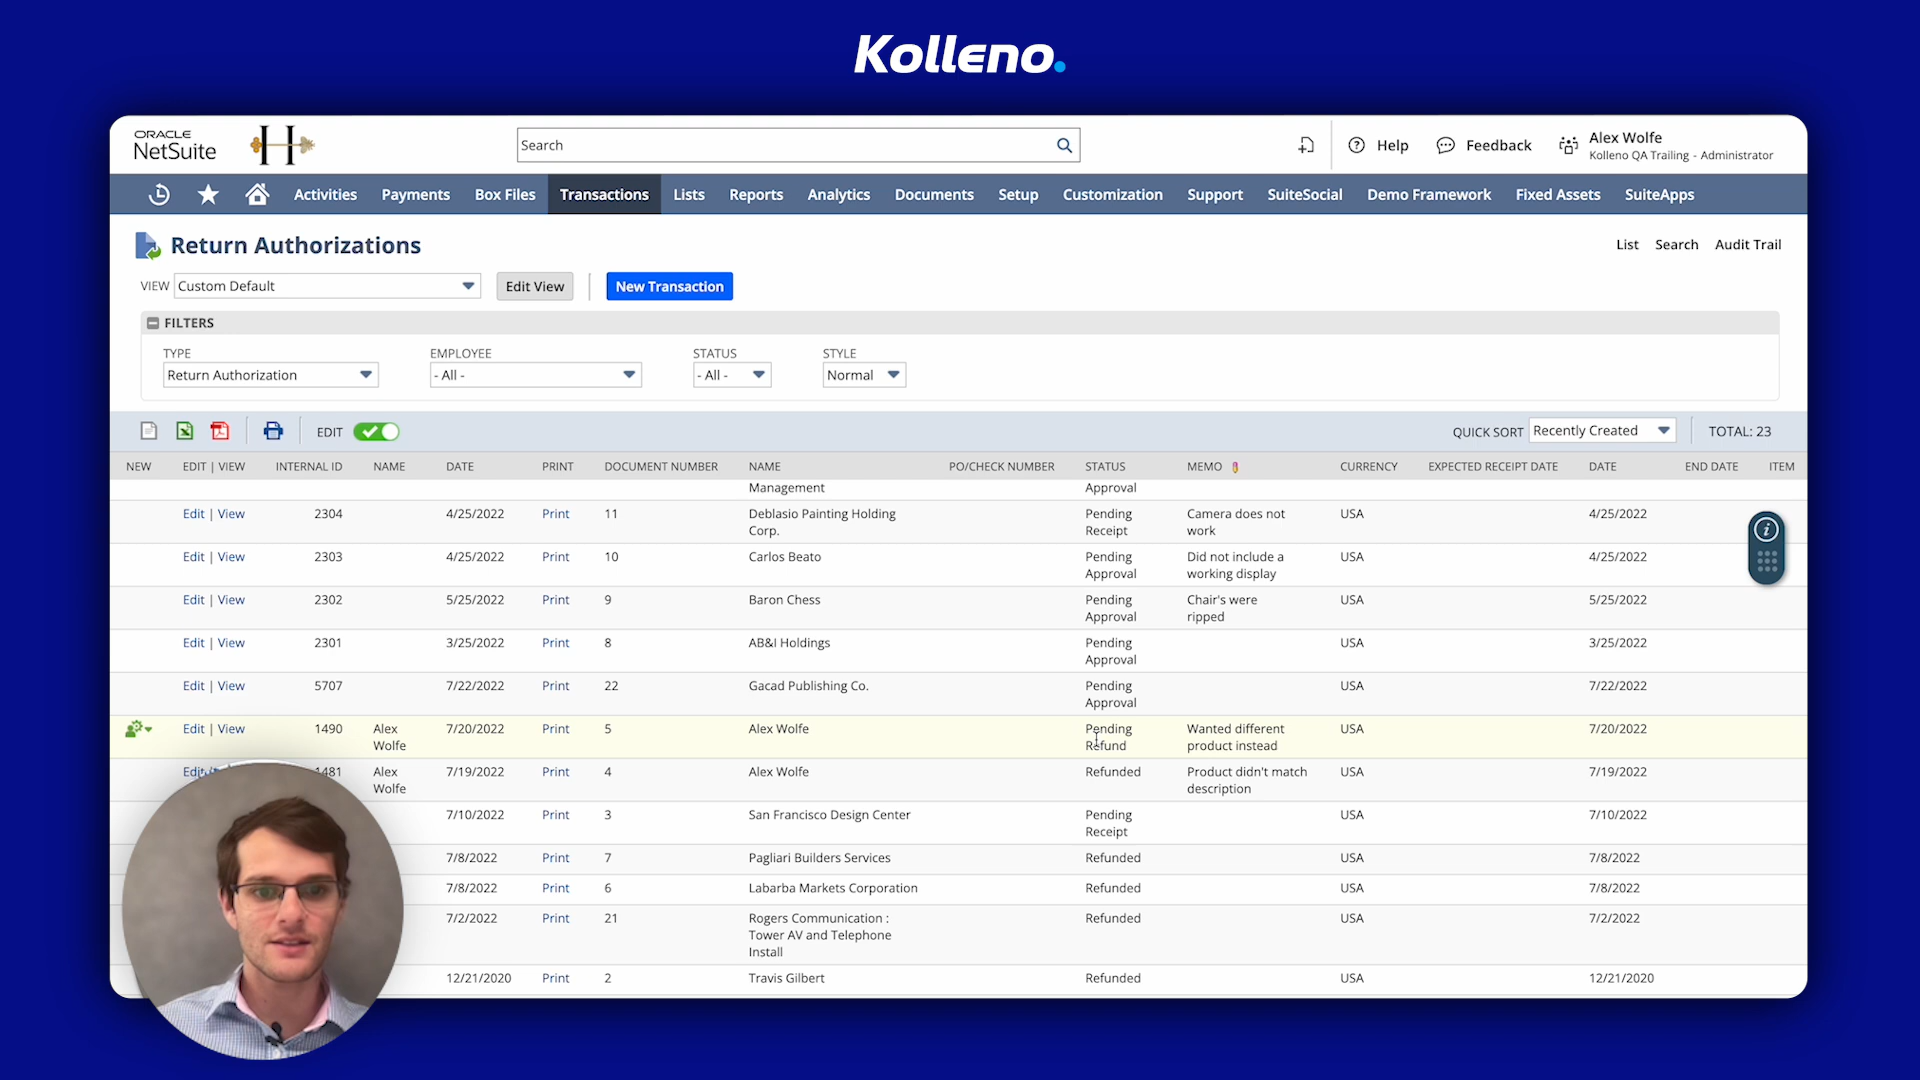 Kolleno.
ORACLE
NetSuite
H
Search
Help
Feedback
Alex Wolfe
Kolleno QA Trailing - Administrator
Activities Payments Box Files Transactions Lists Reports Analytics Documents Setup Customization Support SuiteSocial Demo Framework Fixed Assets SuiteApps
Return Authorizations
List Search Audit Trail
VIEW Custom Default Edit View New Transaction
FILTERS
TYPE EMPLOYEE STATUS STYLE
Return Authorization - All - - All - Normal
EDIT QUICK SORT Recently Created TOTAL: 23
NEW EDIT | VIEW INTERNAL ID NAME DATE PRINT DOCUMENT NUMBER NAME PO/CHECK NUMBER STATUS MEMO CURRENCY EXPECTED RECEIPT DATE DATE END DATE ITEM
Management Approval
Edit | View 2304 4/25/2022 Print 11 Deblasio Painting Holding Pending Camera does not USA 4/25/2022
Corp. Receipt work
Edit | View 2303 4/25/2022 Print 10 Carlos Beato Pending Did not include a USA 4/25/2022
Approval working display
Edit | View 2302 5/25/2022 Print 9 Baron Chess Pending Chair's were USA 5/25/2022
Approval ripped
Edit | View 2301 3/25/2022 Print 8 AB&I Holdings Pending USA 3/25/2022
Approval
Edit | View 5707 7/22/2022 Print 22 Gacad Publishing Co. Pending USA 7/22/2022
Approval
Edit | View 1490 Alex 7/20/2022 Print 5 Alex Wolfe Pending Wanted different USA 7/20/2022
Wolfe Refund product instead
Edit 1481 Alex 7/19/2022 Print 4 Alex Wolfe Refunded Product didn't match USA 7/19/2022
Wolfe description
7/10/2022 Print 3 San Francisco Design Center Pending USA 7/10/2022
Receipt
7/8/2022 Print 7 Pagliari Builders Services Refunded USA 7/8/2022
7/8/2022 Print 6 Labarba Markets Corporation Refunded USA 7/8/2022
7/2/2022 Print 21 Rogers Communication : Refunded USA 7/2/2022
Tower AV and Telephone
Install
12/21/2020 Print 2 Travis Gilbert Refunded USA 12/21/2020